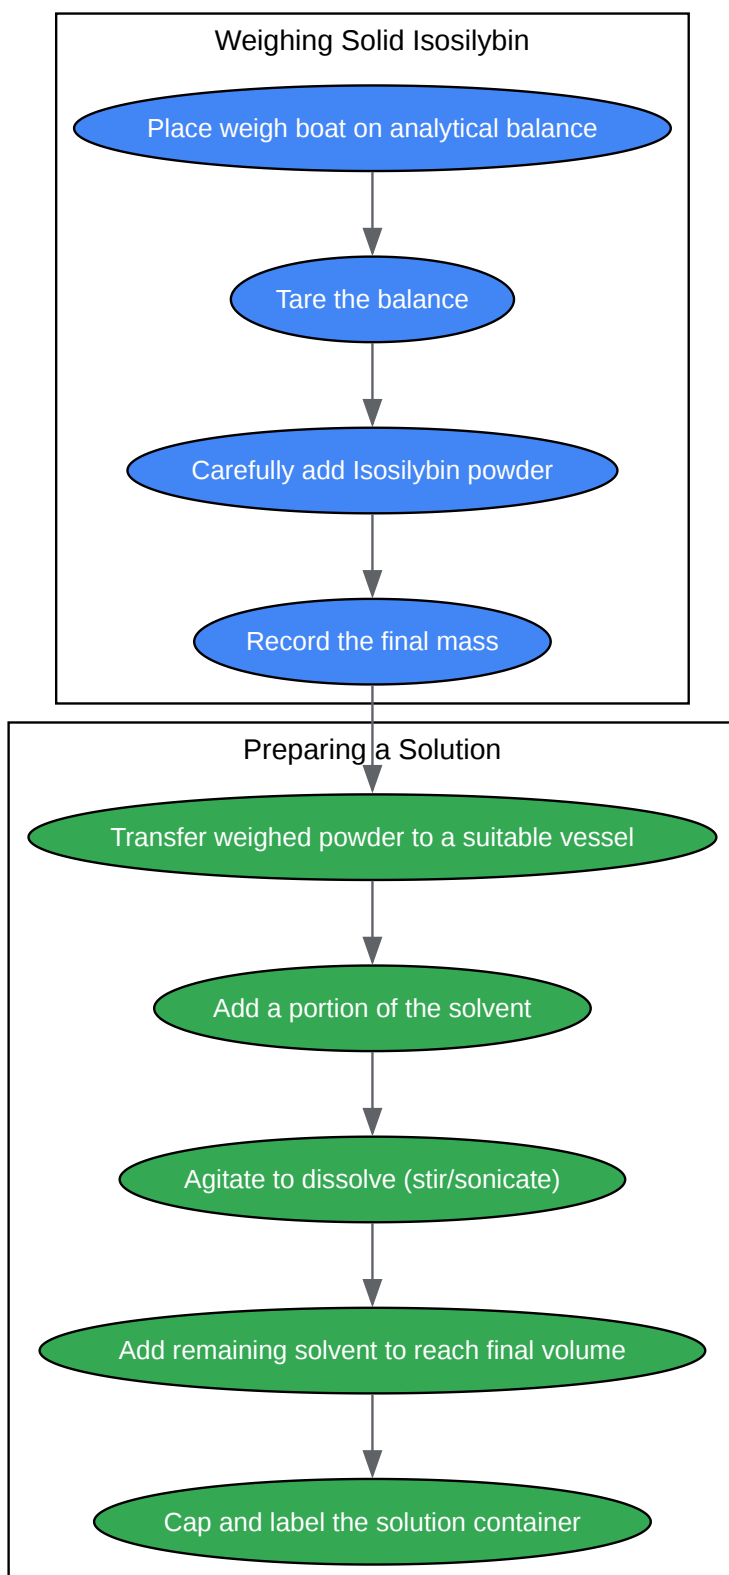 Weighing Solid Isosilybin
Place weigh boat on analytical balance
Tare the balance
Carefully add Isosilybin powder
Record the final mass
Preparing a Solution
Transfer weighed powder to a suitable vessel
Add a portion of the solvent
Agitate to dissolve (stir/sonicate)
Add remaining solvent to reach final volume
Cap and label the solution container